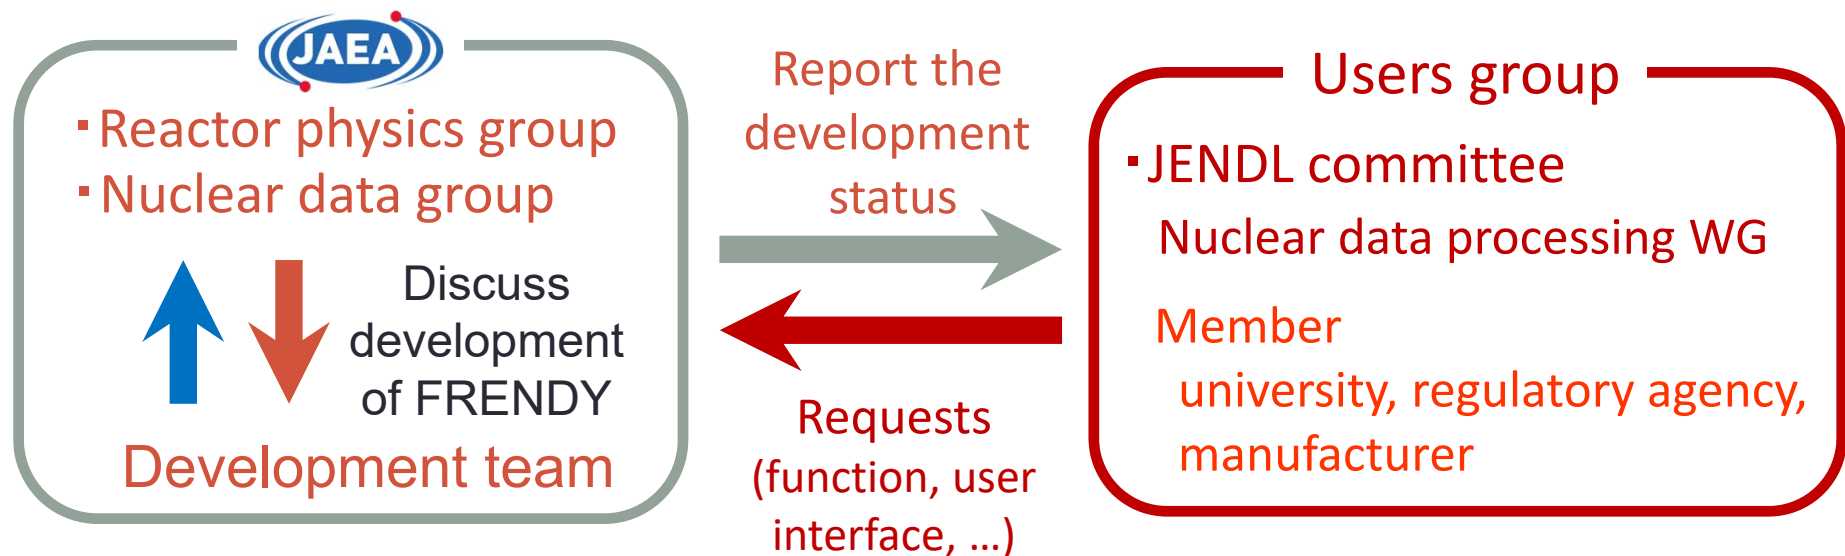 JAEA
・Reactor physics group
・Nuclear data group
Discuss
development
of FRENDY
Development team
Report the
development
status
Requests
(function, user
interface, …)
Users group
・JENDL committee
Nuclear data processing WG
Member
university, regulatory agency,
manufacturer